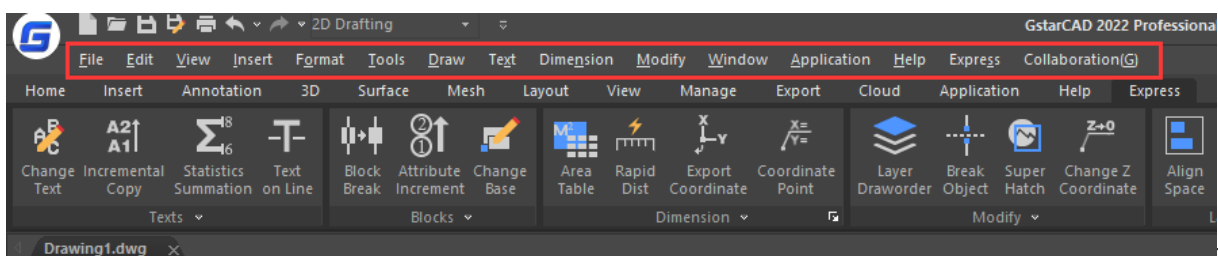 2D Drafting GstarCAD 2022 Professional
File Edit View Insert Format Tools Draw Text Dimension Modify Window Application Help Express Collaboration(G)
Home Insert Annotation 3D Surface Mesh Layout View Manage Export Cloud Application Help Express
Change Incremental Statistics Text Block Attribute Change Area Rapid Export Coordinate Layer Break Super Change Z Align
Text Copy Summation on Line Break Increment Base Table Dist Coordinate Point Draworder Object Hatch Coordinate Space
Texts Blocks Dimension Modify
Drawing1.dwg